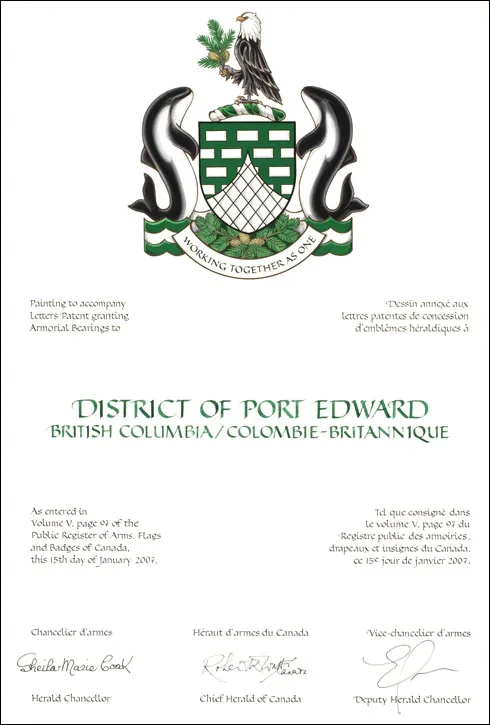 WORKING TOGETHER AS ONE
Painting to accompany
Letters Patent granting
Armorial Bearings to
Dessin annexé aux
lettres patentes de concession
d'emblèmes héraldiques à
DISTRICT OF PORT EDWARD
BRITISH COLUMBIA/COLOMBIE-BRITANNIQUE
As entered in
Volume V, page 97 of the
Public Register of Arms, Flags
and Badges of Canada,
this 15th day of January 2007.
Tel que consigné dans
le volume V, page 97 du
Registre public des armoiries,
drapeaux et insignes du Canada,
ce 15e jour de janvier 2007.
Chancelier d'armes
Héraut d'armes du Canada
Vice-chancelier d'armes
Sheila-Marie Cook
Herald Chancellor
Chief Herald of Canada
Deputy Herald Chancellor